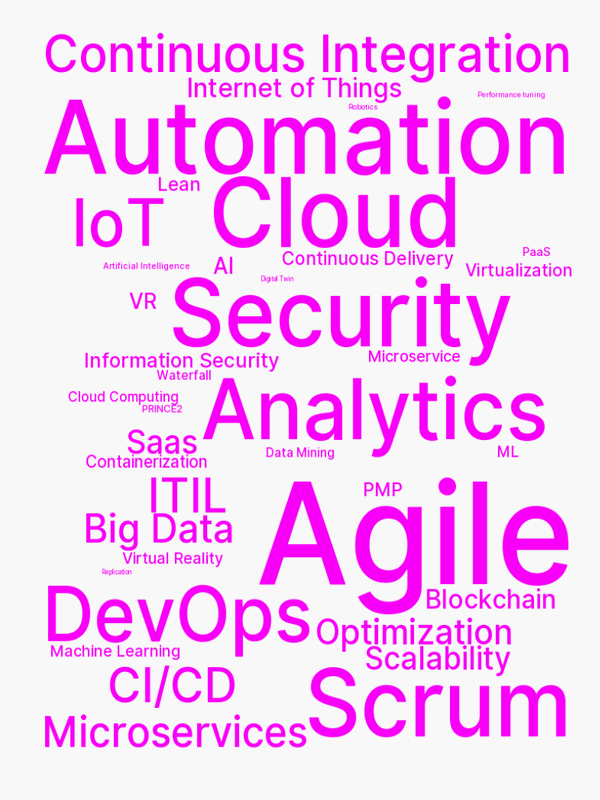 Continuous Integration
Internet of Things
Performance tuning
Robotics
Automation
Lean
Cloud
IoT
Continuous Delivery
PaaS
Artificial Intelligence
AI
Virtualization
Digital Twin
VR
Security
Information Security
Microservice
Waterfall
Cloud Computing
PRINCE2
Analytics
Saas
Data Mining
ML
Containerization
ITIL
PMP
Agile
Big Data
Virtual Reality
Replication
DevOps
Blockchain
Optimization
Machine Learning
Scalability
CI/CD
Scrum
Microservices